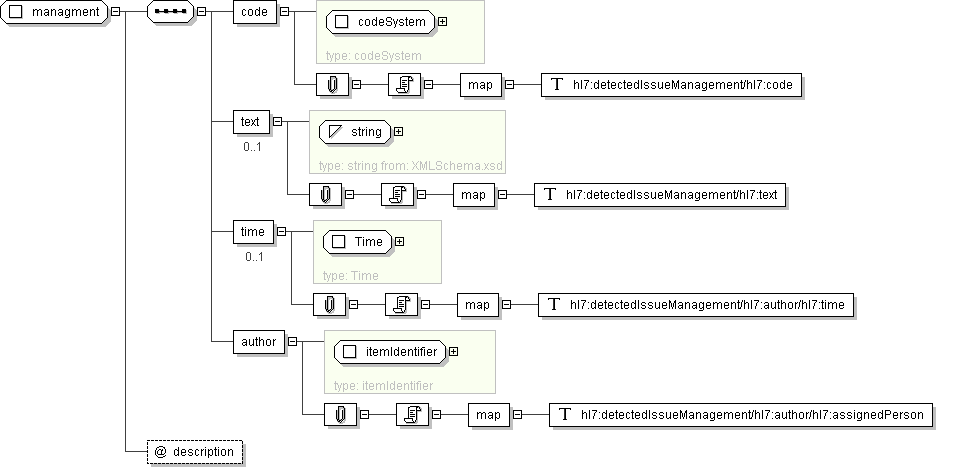 managment
code
codeSystem
type: codeSystem
map
T hl7:detectedIssueManagement/hl7:code
text
0..1
string
type: string from: XMLSchema.xsd
map
T hl7:detectedIssueManagement/hl7:text
time
0..1
Time
type: Time
map
T hl7:detectedIssueManagement/hl7:author/hl7:time
author
itemIdentifier
type: itemIdentifier
map
T hl7:detectedIssueManagement/hl7:author/hl7:assignedPerson
@ description